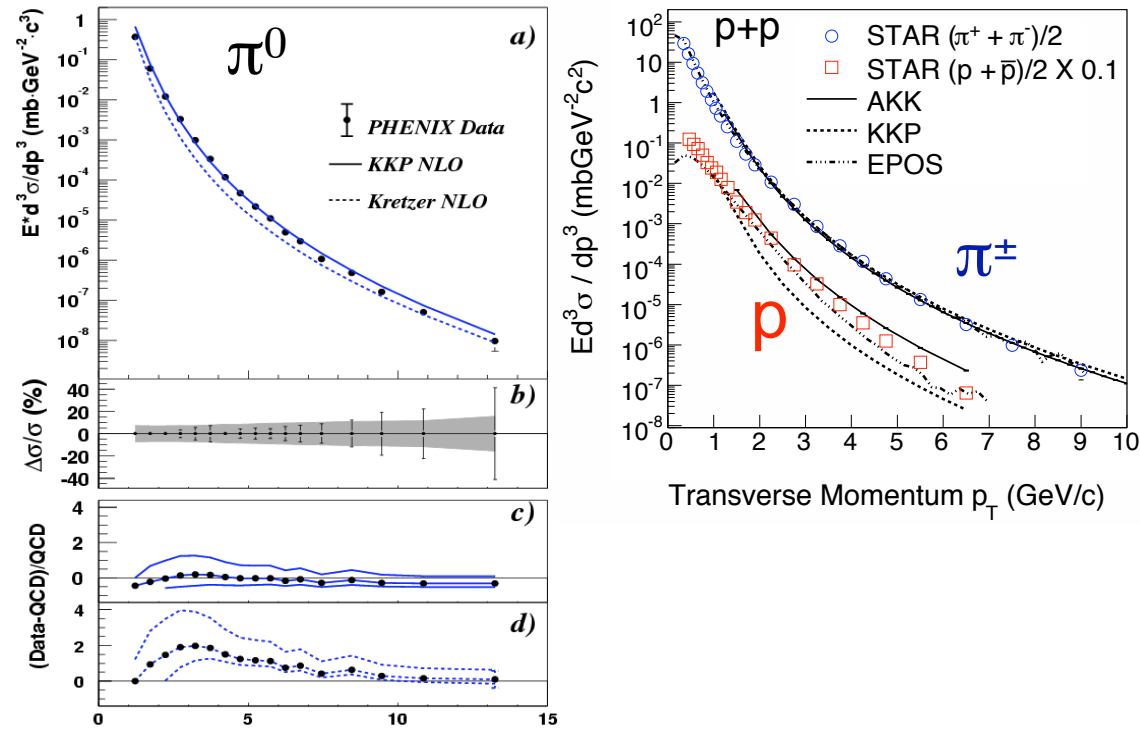 a)
π⁰
PHENIX Data
KKP NLO
Kretzer NLO
E*d³σ/dp³ (mb·GeV⁻²·c³)
1
10⁻¹
10⁻²
10⁻³
10⁻⁴
10⁻⁵
10⁻⁶
10⁻⁷
10⁻⁸
b)
Δσ/σ (%)
40
20
0
-20
-40
c)
4
2
0
d)
4
2
0
(Data-QCD)/QCD
0 5 10 15
p+p
STAR (π⁺ + π⁻)/2
STAR (p + p̅)/2 X 0.1
AKK
KKP
EPOS
π±
p
Ed³σ / dp³ (mbGeV⁻²c2)
10²
10
1
10⁻¹
10⁻²
10⁻³
10⁻⁴
10⁻⁵
10⁻⁶
10⁻⁷
10⁻⁸
0 1 2 3 4 5 6 7 8 9 10
Transverse Momentum p_T (GeV/c)